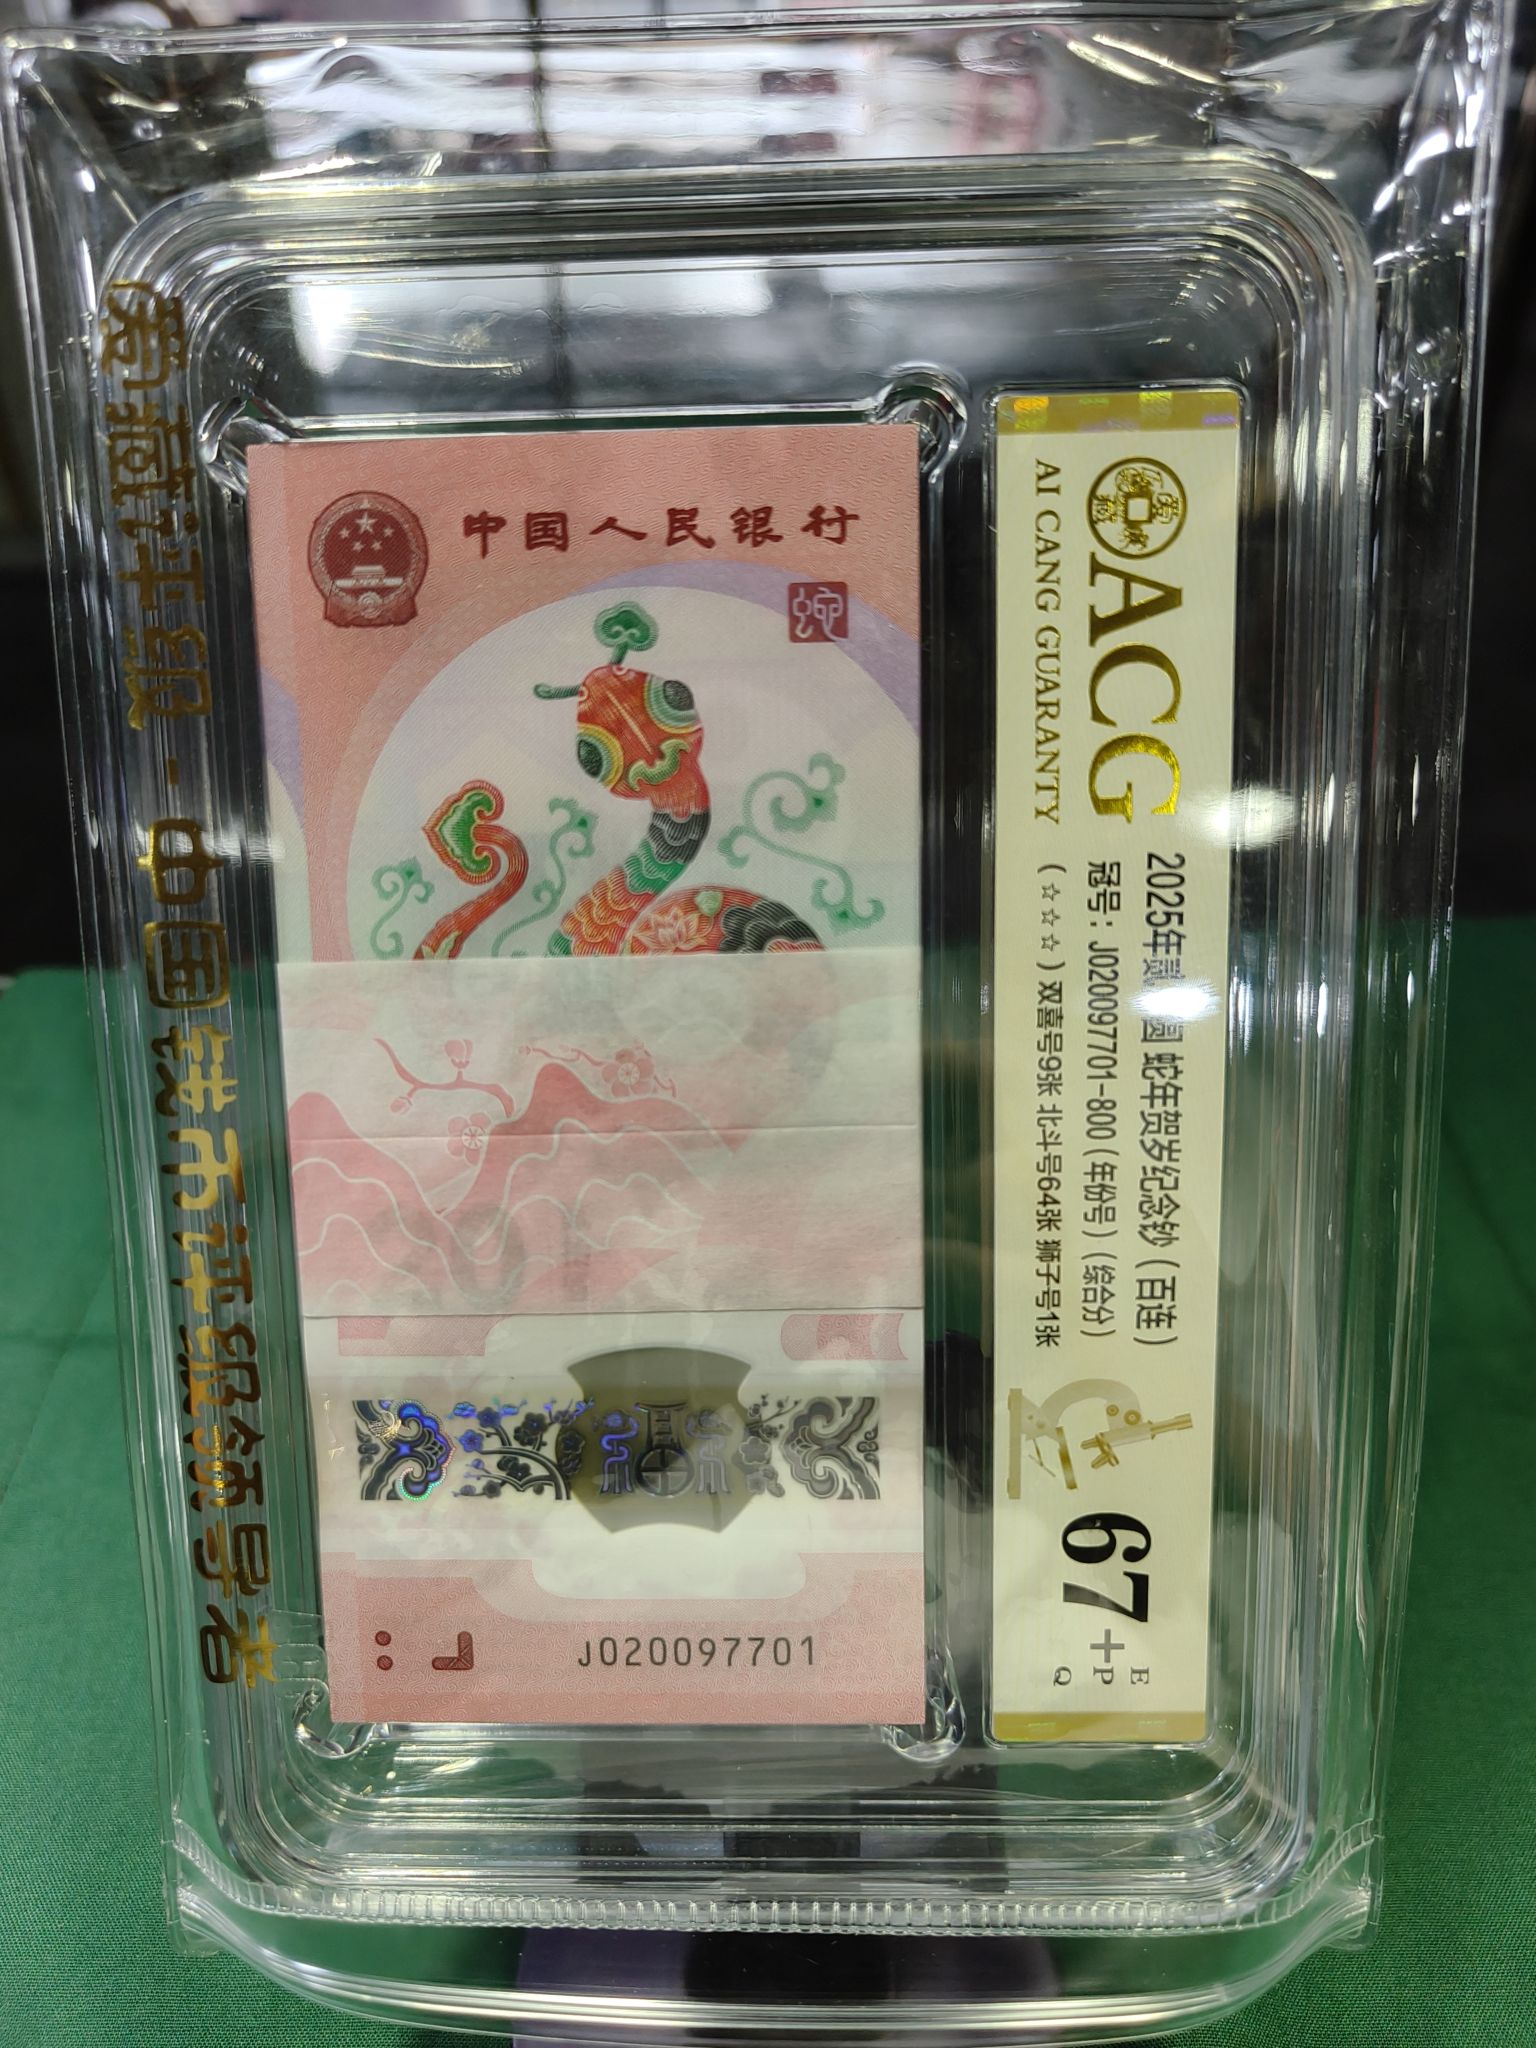 爱藏评级 - 中国钱币评级领导者
中国人民银行
蛇
J020097701
ACG
AI CANG GUARANTY
2025年贰 圆 蛇年贺岁纪念钞（百连）
冠号：J020097701-800（年份号）（综合分）
（☆☆☆）双喜号9张 北斗号64张 狮子号1张
67+
E
P
Q